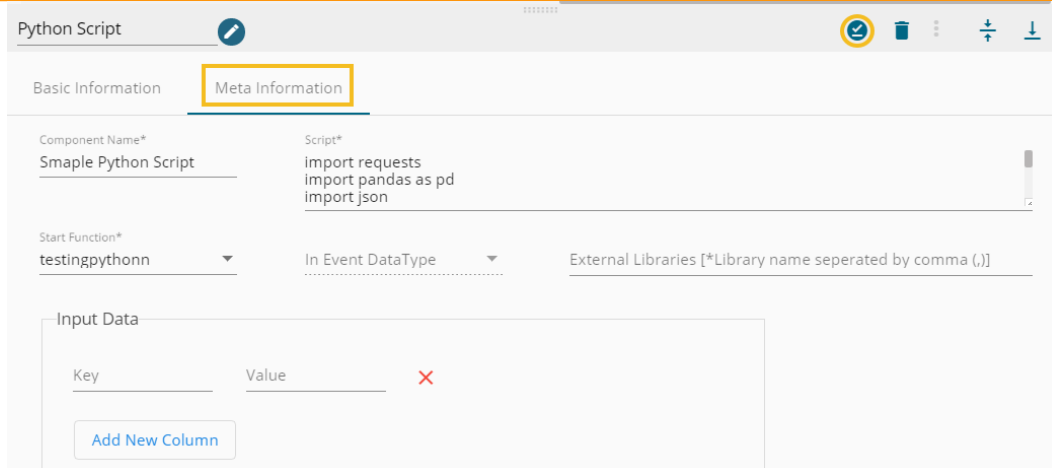 Python Script
Basic Information
Meta Information
Component Name*
Smaple Python Script
Script*
import requests
import pandas as pd
import json
Start Function*
testingpythonn
In Event DataType
External Libraries [*Library name seperated by comma (,)]
Input Data
Key
Value
Add New Column